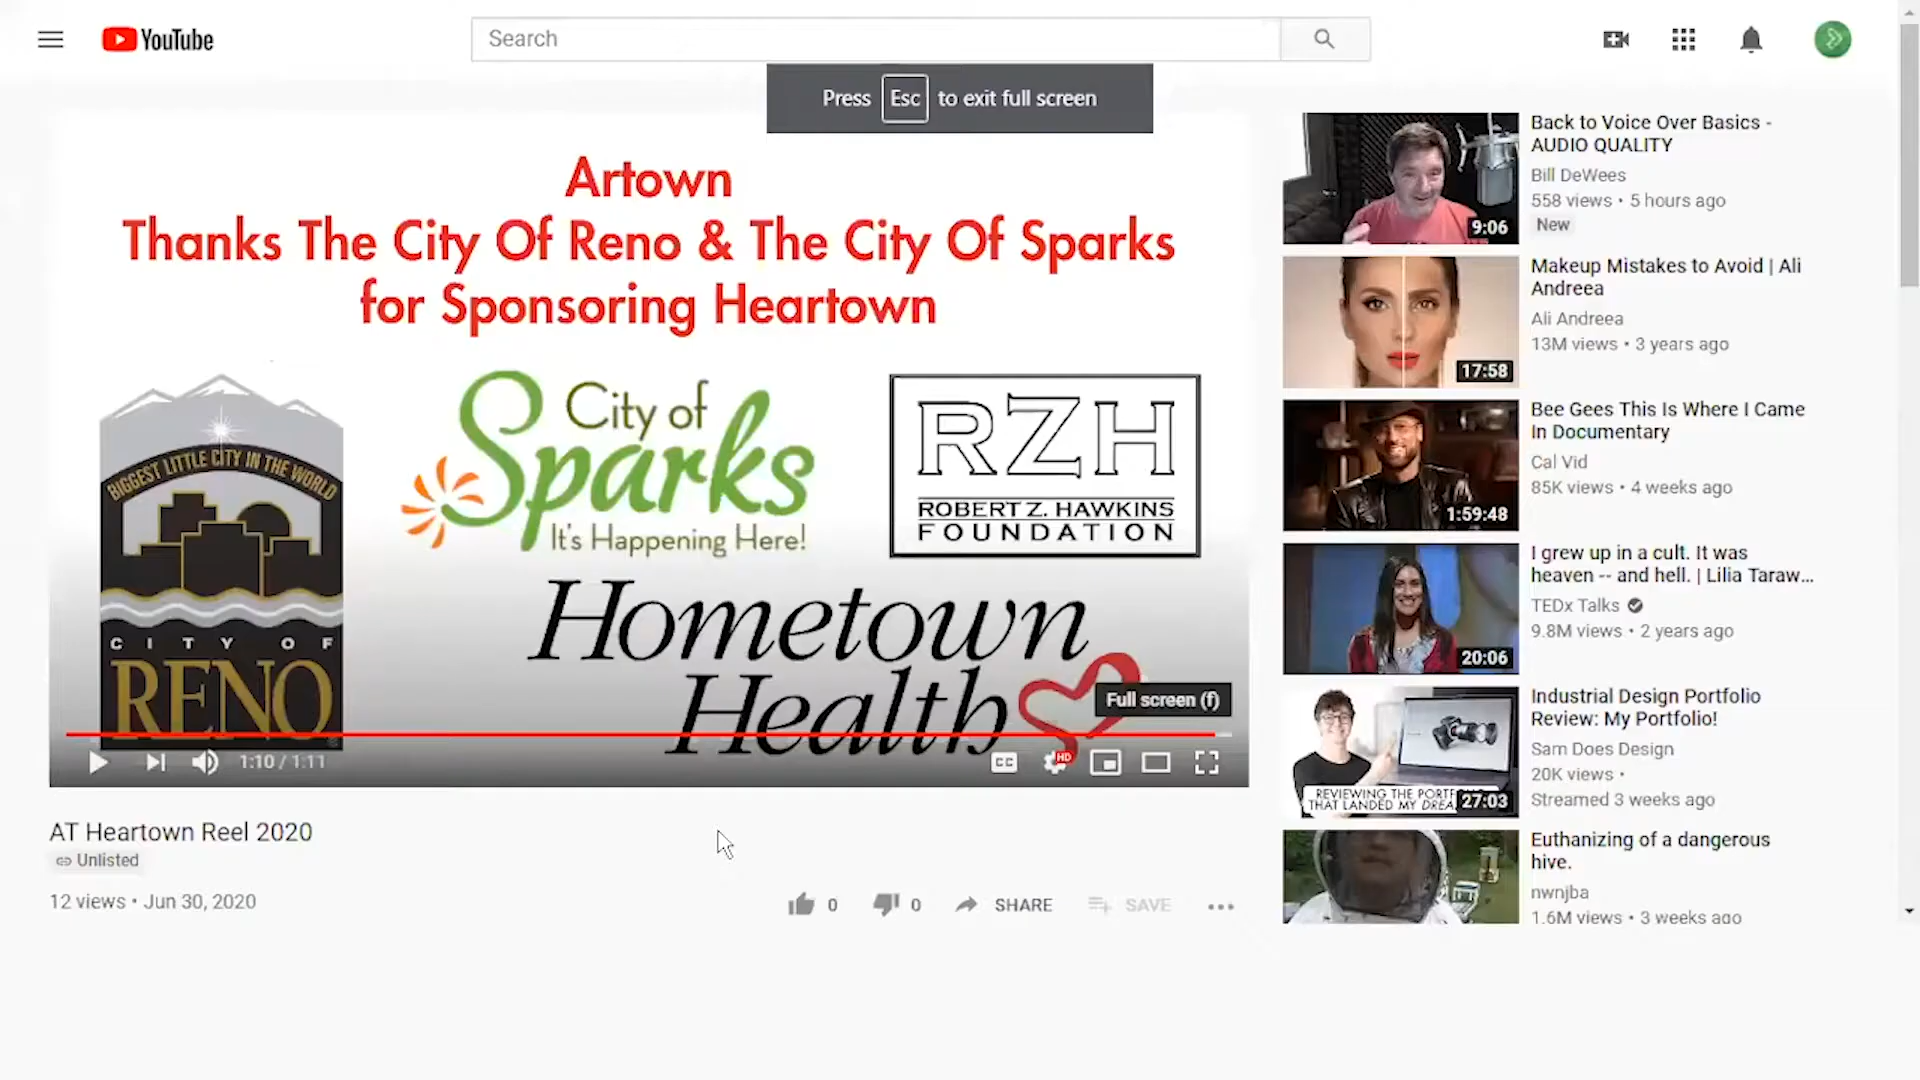 YouTube
Search
Press Esc to exit full screen
Artown
Thanks The City Of Reno & The City Of Sparks
for Sponsoring Heartown
BIGGEST LITTLE CITY IN THE WORLD
CITY OF
RENO
City of
Sparks
It's Happening Here!
RZH
ROBERT Z. HAWKINS
FOUNDATION
Hometown
Health
Full screen (f)
1:10 / 1:11
CC
HD
AT Heartown Reel 2020
Unlisted
12 views • Jun 30, 2020
0
0
SHARE
SAVE
9:06
Back to Voice Over Basics -
AUDIO QUALITY
Bill DeWees
558 views • 5 hours ago
New
17:58
Makeup Mistakes to Avoid | Ali
Andreea
Ali Andreea
13M views • 3 years ago
1:59:48
Bee Gees This Is Where I Came
In Documentary
Cal Vid
85K views • 4 weeks ago
20:06
I grew up in a cult. It was
heaven -- and hell. | Lilia Taraw...
TEDx Talks
9.8M views • 2 years ago
REVIEWING THE
THAT LANDED MY
27:03
Industrial Design Portfolio
Review: My Portfolio!
Sam Does Design
20K views •
Streamed 3 weeks ago
Euthanizing of a dangerous
hive.
nwnjba
1.6M views • 3 weeks ago